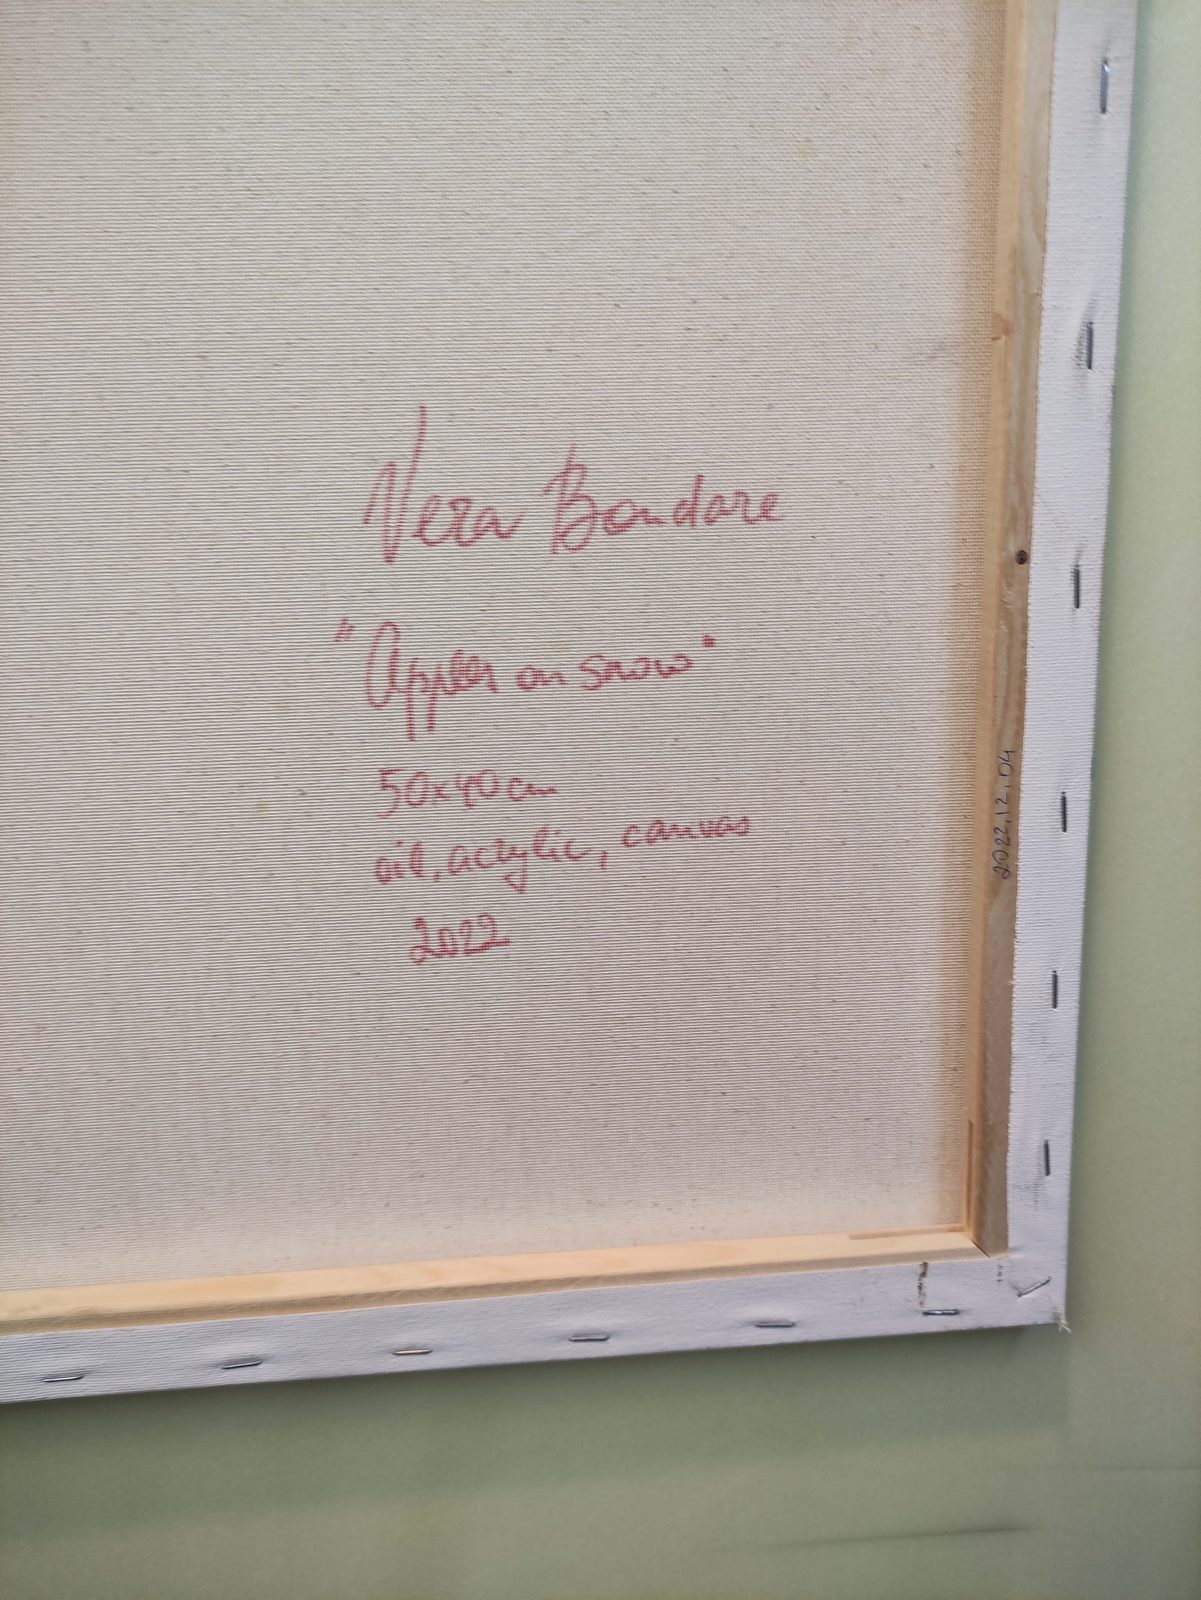 Vera Bondare
"Apples on snow"
50x40 cm
oil, acrylic, canvas
2022
2022.12.04